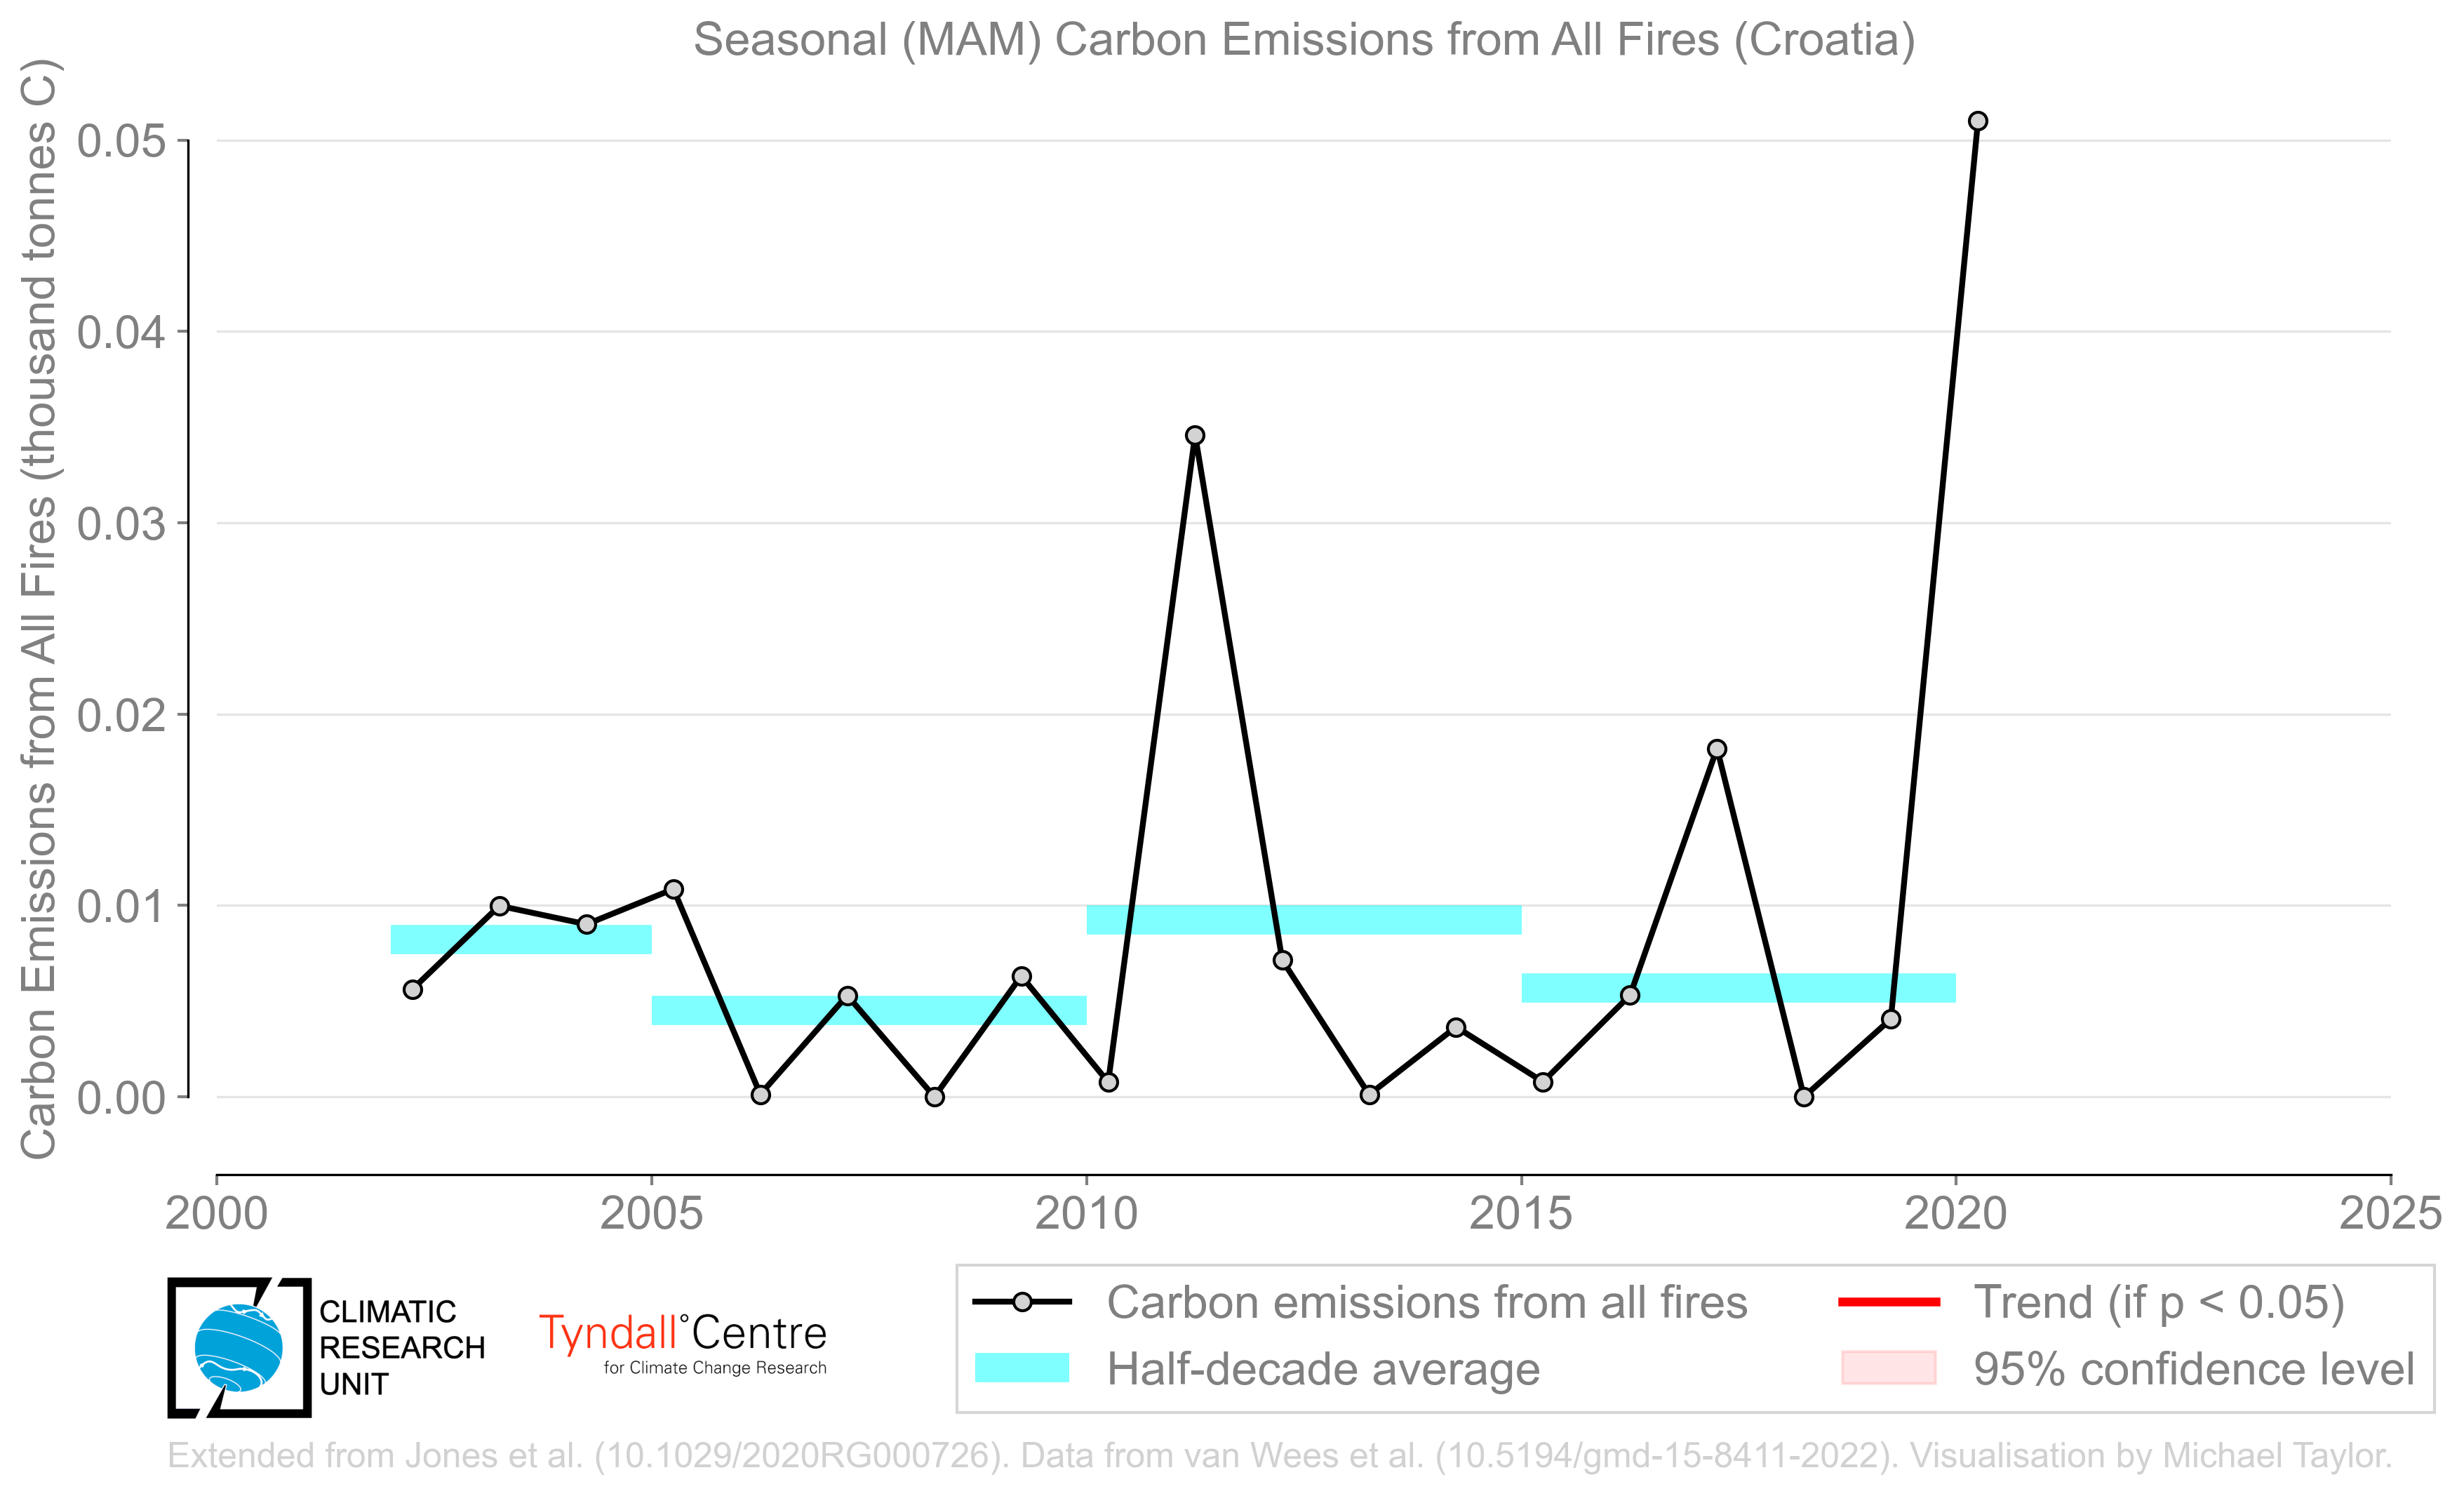 Seasonal (MAM) Carbon Emissions from All Fires (Croatia)
Carbon Emissions from All Fires (thousand tonnes C)
0.05
0.04
0.03
0.02
0.01
0.00
2000 2005 2010 2015 2020 2025
CLIMATIC
RESEARCH
UNIT
Tyndall°Centre
for Climate Change Research
Carbon emissions from all fires
Half-decade average
Trend (if p < 0.05)
95% confidence level
Extended from Jones et al. (10.1029/2020RG000726). Data from van Wees et al. (10.5194/gmd-15-8411-2022). Visualisation by Michael Taylor.